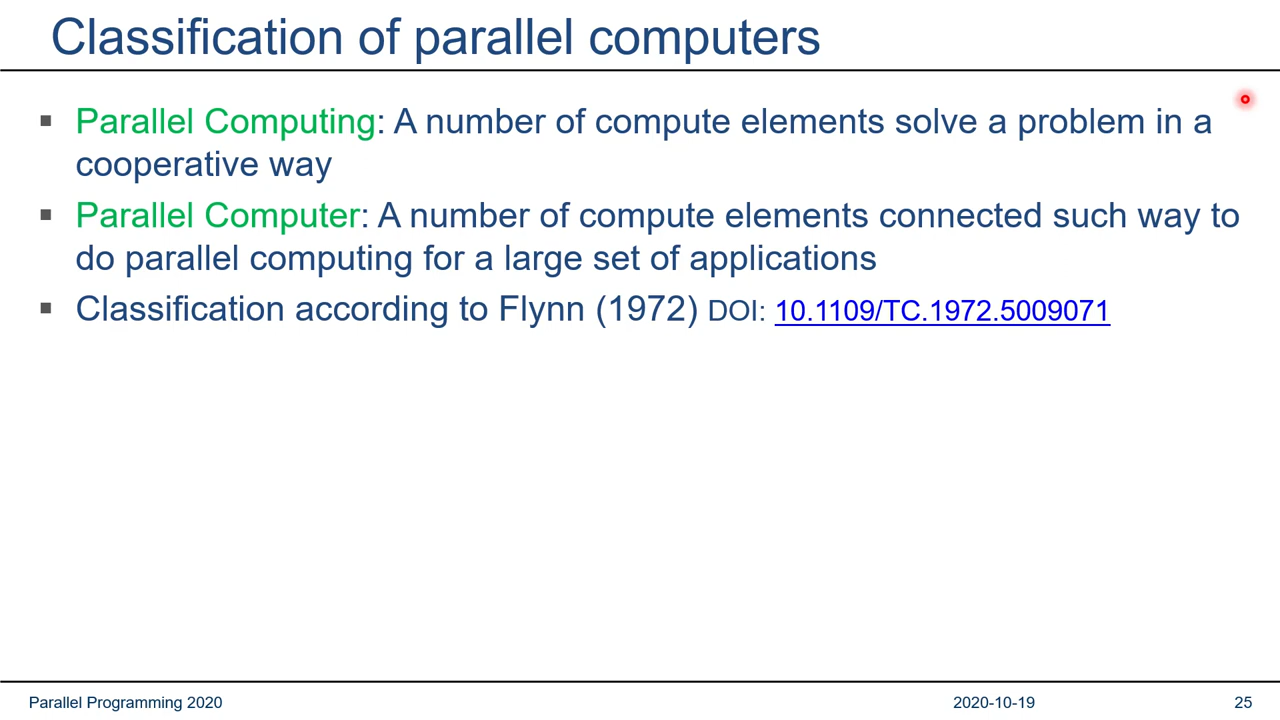 Classification of parallel computers
▪ Parallel Computing: A number of compute elements solve a problem in a
cooperative way
▪ Parallel Computer: A number of compute elements connected such way to
do parallel computing for a large set of applications
▪ Classification according to Flynn (1972) DOI: 10.1109/TC.1972.5009071
Parallel Programming 2020
2020-10-19
25